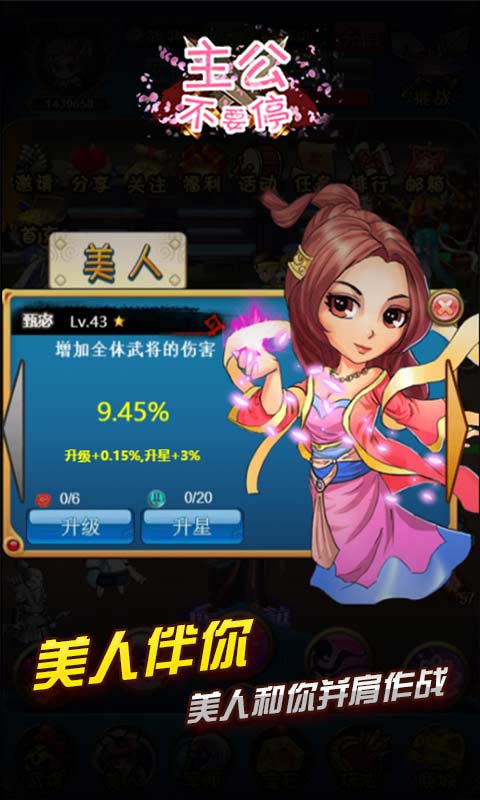 主公
不要停
1439658
挑战
邀请 分享 关注 福利 活动 任务 排行 邮箱
美人
甄宓 Lv.43
增加全体武将的伤害
9.45%
升级+0.15%,升星+3%
0/6 0/20
升级 升星
美人伴你
美人和你并肩作战